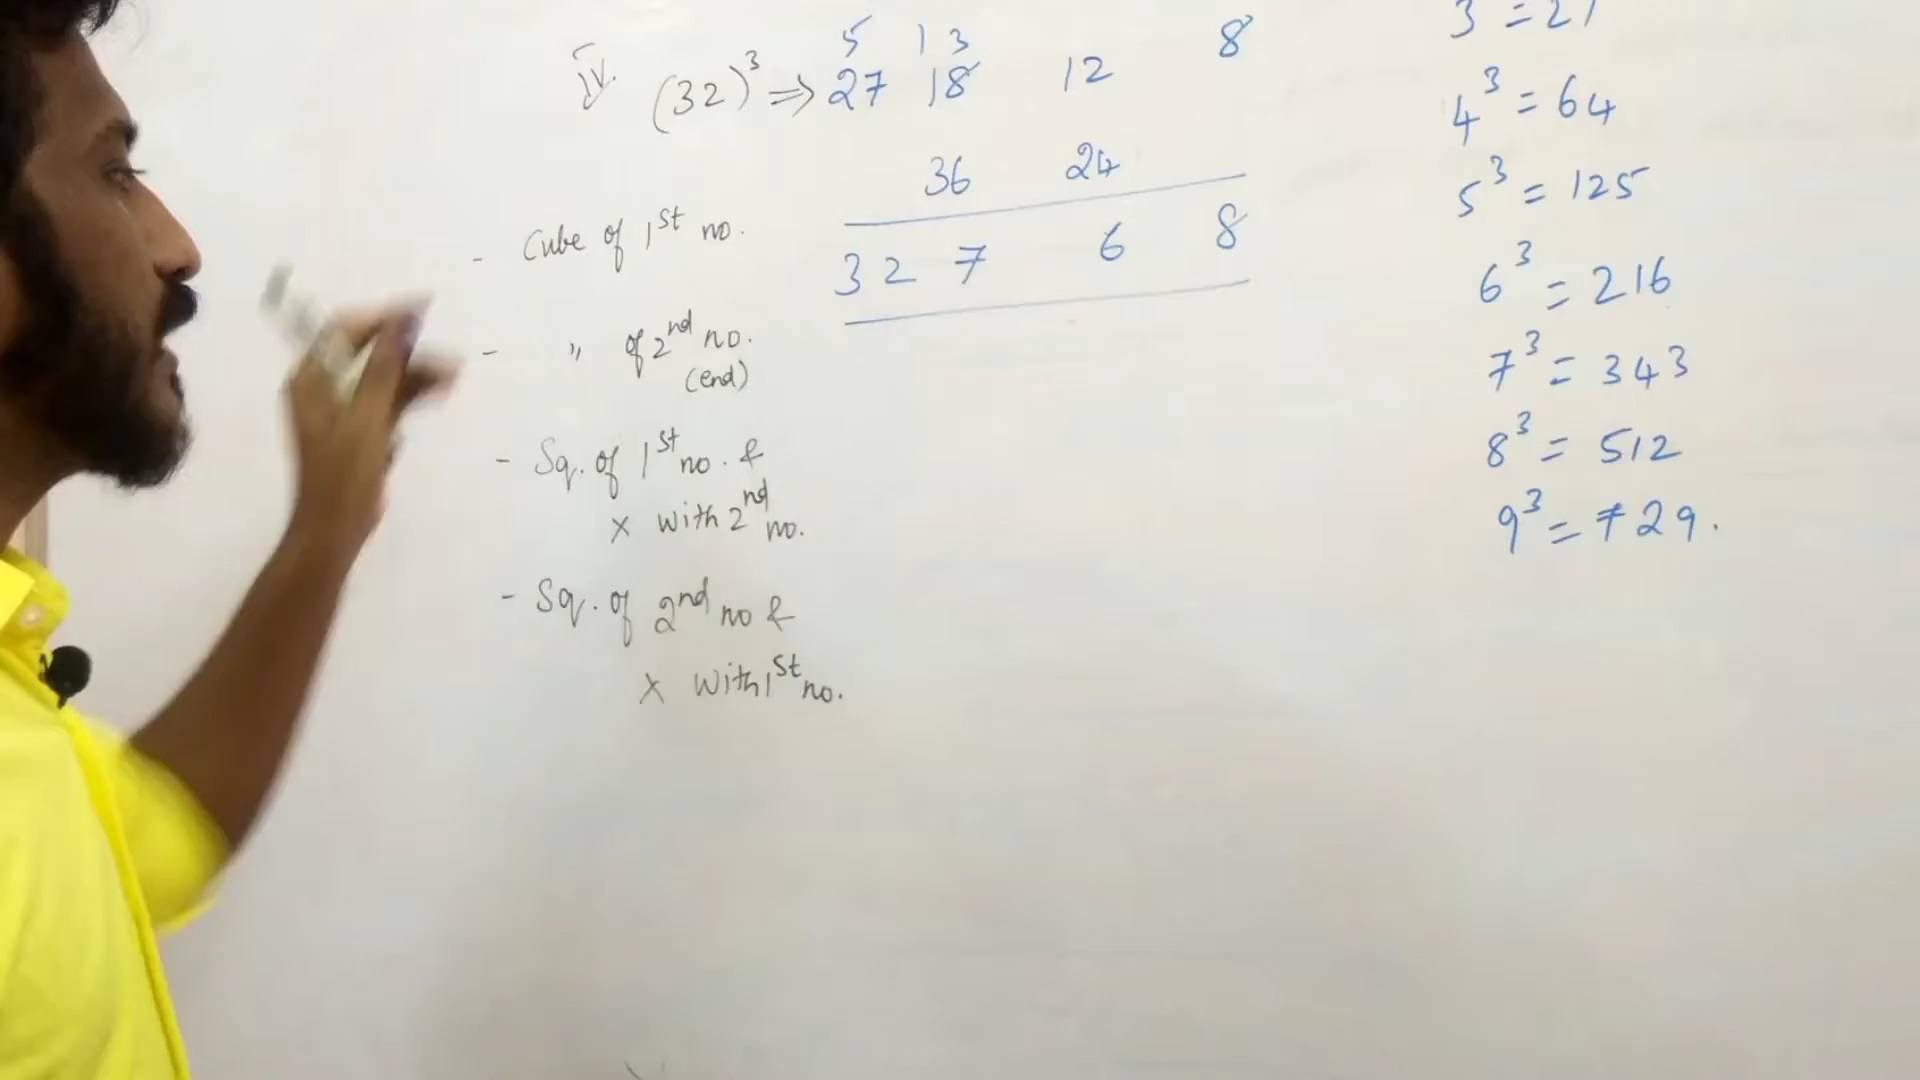 5 1 3
iv. (32)³ ⇒ 27 18 12 8
36 24
3 2 7 6 8
- Cube of 1st no.
- " of 2nd no.
(end)
- Sq. of 1st no. &
x with 2nd no.
- Sq. of 2nd no &
x with 1st no.
3 = 27
4³ = 64
5³ = 125
6³ = 216
7³ = 343
8³ = 512
9³ = 729.